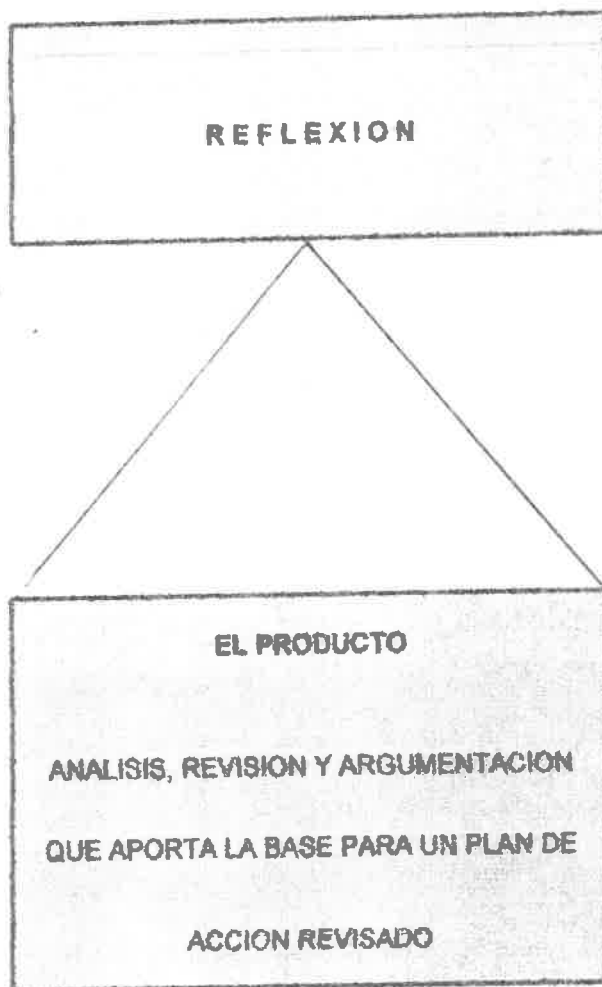 REFLEXION
EL PRODUCTO
ANALISIS, REVISION Y ARGUMENTACION
QUE APORTA LA BASE PARA UN PLAN DE
ACCION REVISADO